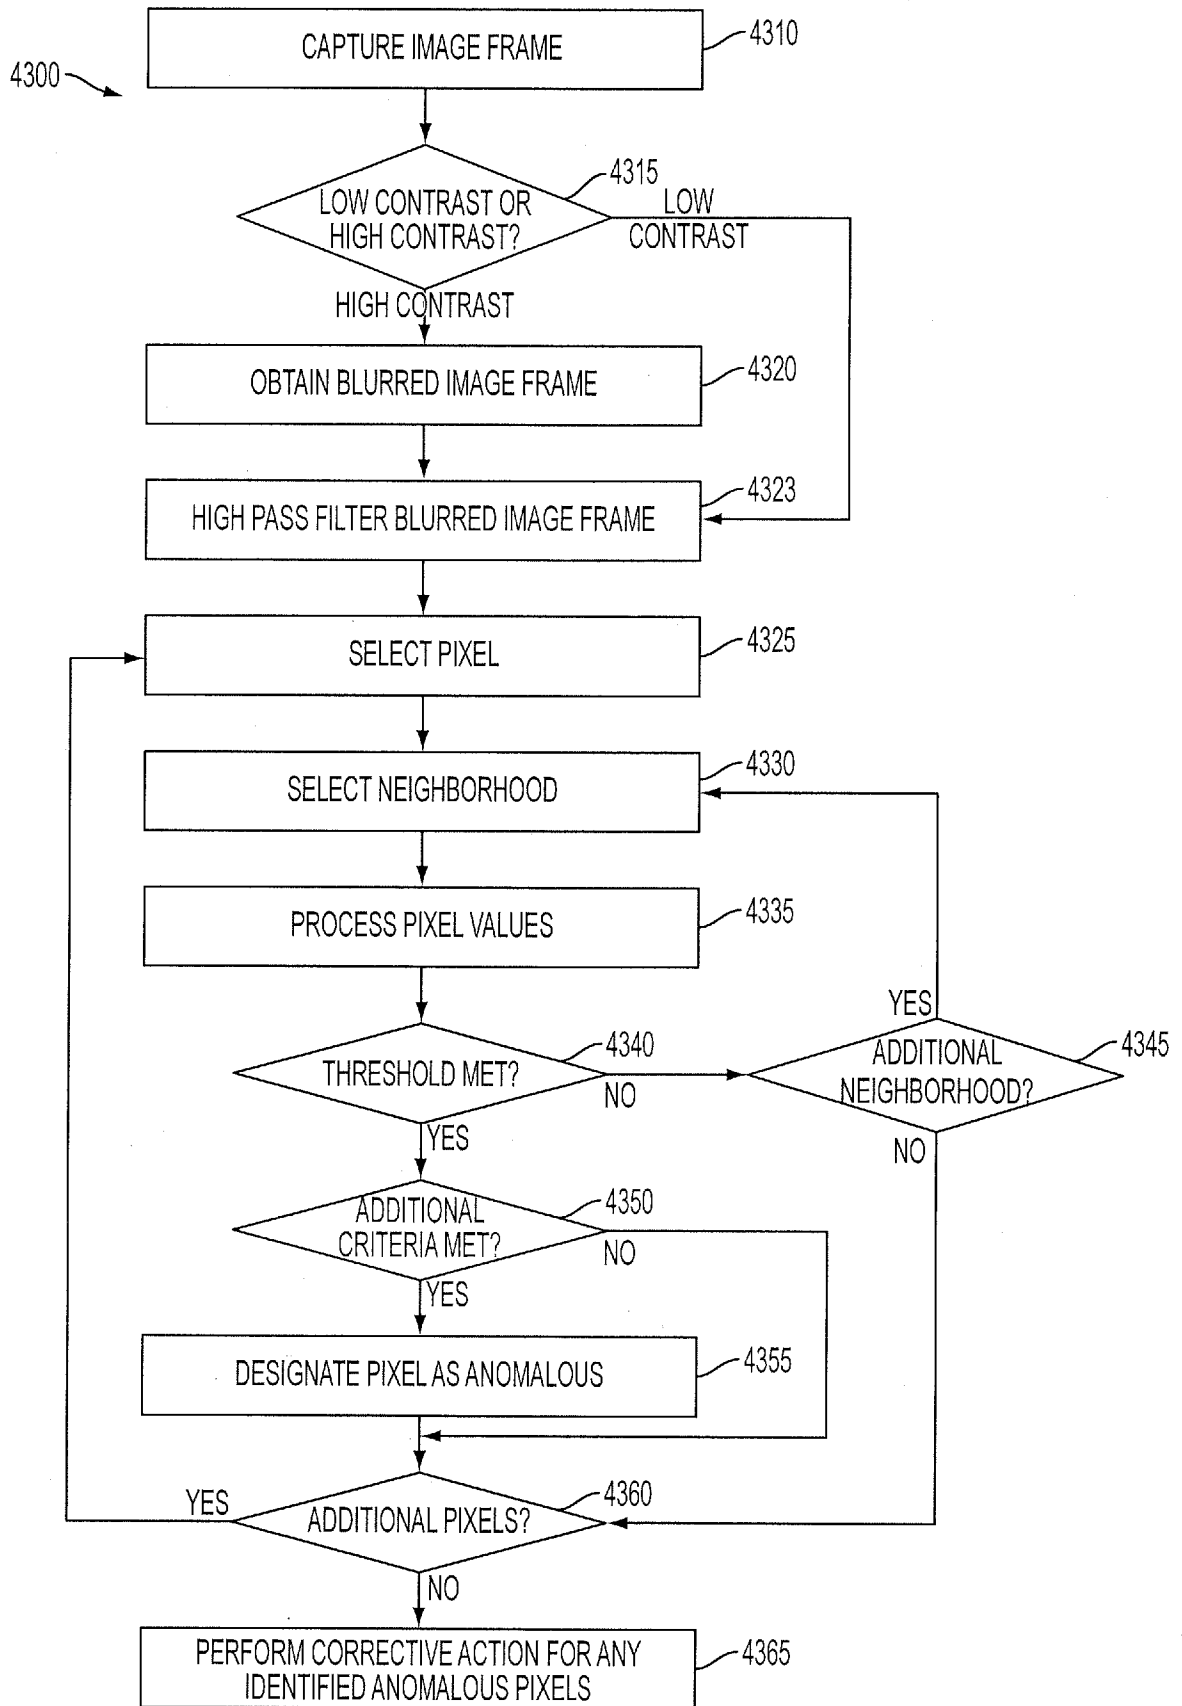 CAPTURE IMAGE FRAME
4310
4300
LOW CONTRAST OR
HIGH CONTRAST?
4315
LOW
CONTRAST
HIGH CONTRAST
OBTAIN BLURRED IMAGE FRAME
4320
HIGH PASS FILTER BLURRED IMAGE FRAME
4323
SELECT PIXEL
4325
SELECT NEIGHBORHOOD
4330
PROCESS PIXEL VALUES
4335
THRESHOLD MET?
4340
NO
YES
YES
ADDITIONAL
NEIGHBORHOOD?
4345
NO
ADDITIONAL
CRITERIA MET?
4350
NO
YES
DESIGNATE PIXEL AS ANOMALOUS
4355
ADDITIONAL PIXELS?
4360
YES
NO
PERFORM CORRECTIVE ACTION FOR ANY
IDENTIFIED ANOMALOUS PIXELS
4365